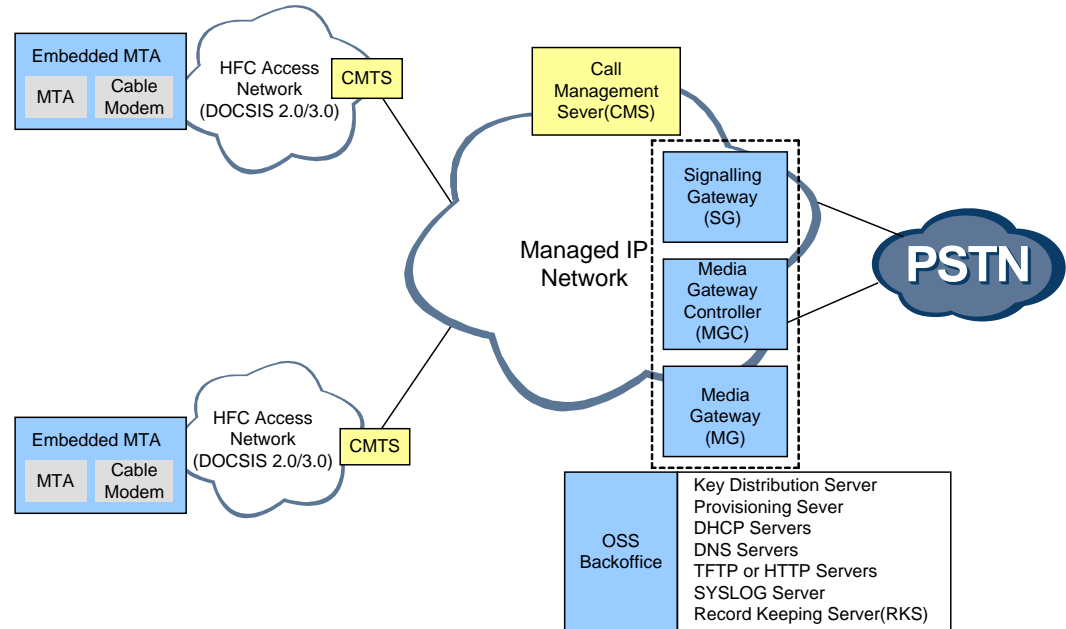 Embedded MTA
MTA
Cable
Modem
HFC Access
Network
(DOCSIS 2.0/3.0)
CMTS
Call
Management
Sever(CMS)
Signalling
Gateway
(SG)
Managed IP
Network
Media
Gateway
Controller
(MGC)
PSTN
Media
Gateway
(MG)
Embedded MTA
MTA
Cable
Modem
HFC Access
Network
(DOCSIS 2.0/3.0)
CMTS
OSS
Backoffice
Key Distribution Server
Provisioning Sever
DHCP Servers
DNS Servers
TFTP or HTTP Servers
SYSLOG Server
Record Keeping Server(RKS)